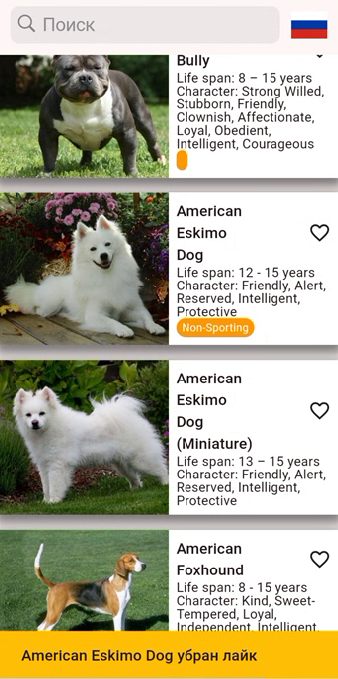 Поиск
Bully
Life span: 8 – 15 years
Character: Strong Willed,
Stubborn, Friendly,
Clownish, Affectionate,
Loyal, Obedient,
Intelligent, Courageous
American
Eskimo
Dog
Life span: 12 - 15 years
Character: Friendly, Alert,
Reserved, Intelligent,
Protective
Non-Sporting
American
Eskimo
Dog
(Miniature)
Life span: 13 – 15 years
Character: Friendly, Alert,
Reserved, Intelligent,
Protective
American
Foxhound
Life span: 8 - 15 years
Character: Kind, Sweet-
Tempered, Loyal,
Independent, Intelligent,
American Eskimo Dog убран лайк